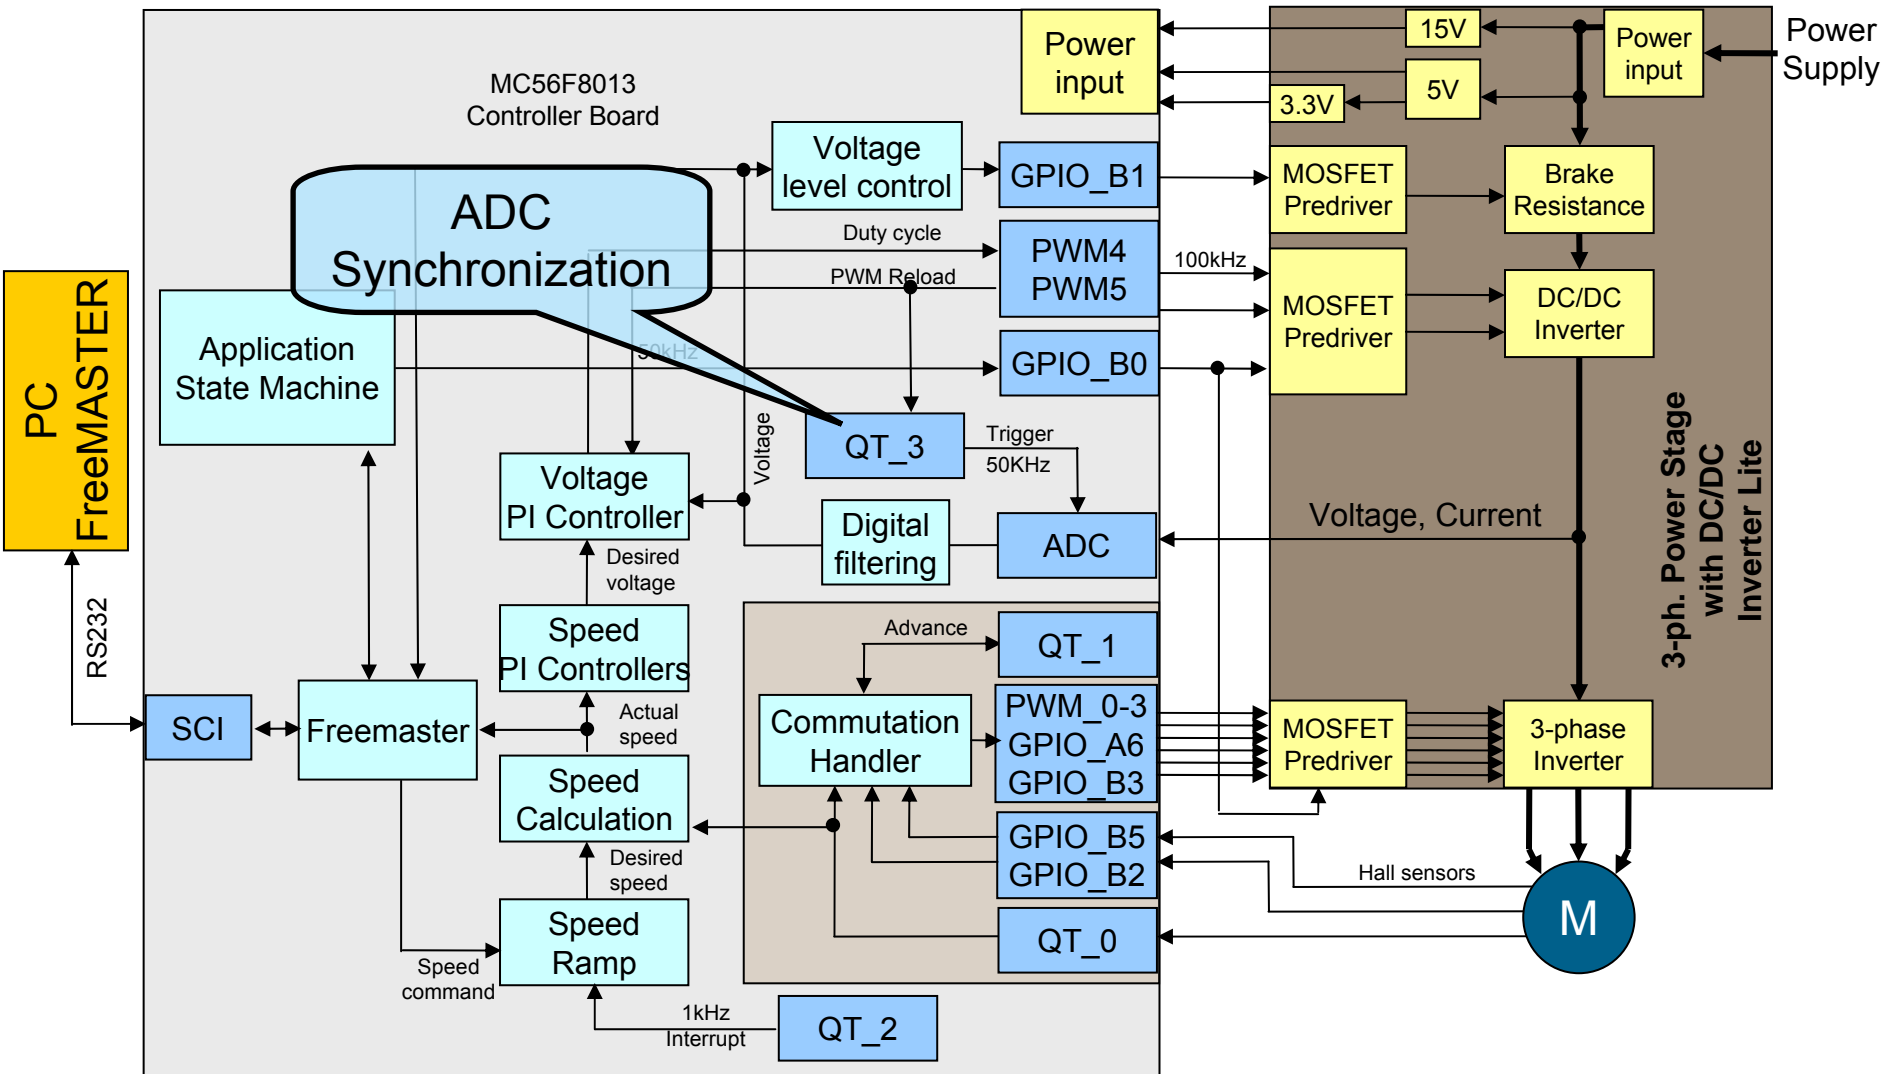 MC56F8013
Controller Board
Power
input
15V
5V
3.3V
Power
input
Power
Supply
Voltage
level control
GPIO_B1
MOSFET
Predriver
Brake
Resistance
ADC
Synchronization
Duty cycle
PWM Reload
50kHz
PWM4
PWM5
100kHz
MOSFET
Predriver
DC/DC
Inverter
GPIO_B0
PC
FreeMASTER
RS232
Application
State Machine
Voltage
PI Controller
Voltage
QT_3
Trigger
50KHz
Digital
filtering
ADC
Voltage, Current
3-ph. Power Stage
with DC/DC
Inverter Lite
Desired
voltage
Speed
PI Controllers
Advance
QT_1
SCI
Freemaster
Actual
speed
Commutation
Handler
PWM_0-3
GPIO_A6
GPIO_B3
MOSFET
Predriver
3-phase
Inverter
Speed
Calculation
GPIO_B5
GPIO_B2
Hall sensors
M
Desired
speed
Speed
Ramp
Speed
command
QT_0
1kHz
Interrupt
QT_2